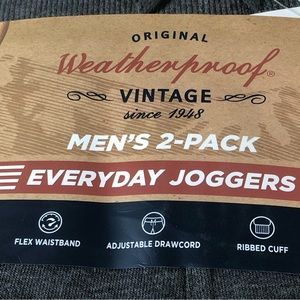 ORIGINAL
Weatherproof®
VINTAGE
since 1948
MEN'S 2-PACK
EVERYDAY JOGGERS
FLEX WAISTBAND
ADJUSTABLE DRAWCORD
RIBBED CUFF